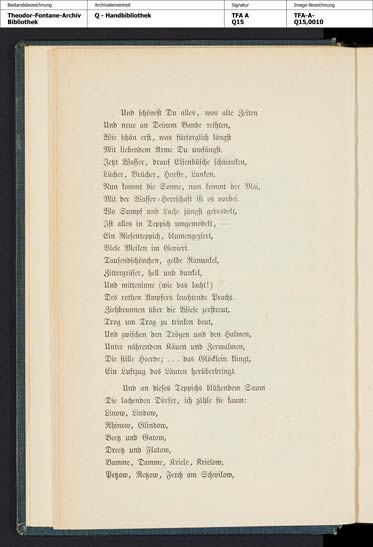 Bestandsbezeichnung
Archivalieneinheit
Signatur
Image-Bezeichnung
Theodor-Fontane-Archiv
Bibliothek
Q - Handbibliothek
TFA A
Q15
TFA-A-
Q15,0010
Und schönest Du alles, was alte Zeiten
Und neue an Deinem Bande reihten,
Wie schön erst, was fürsorglich längst
Mit liebendem Arme Du umfängst.
Jetzt Wasser, drauf Elsenbüsche schwanken,
Lücher, Brücher, Horste, Lanken,
Nun kommt die Sonne, nun kommt der Mai,
Mit der Wasser-Herrschaft ist es vorbei.
Wo Sumpf und Lache jüngst gebrodelt,
Ist alles in Teppich umgemodelt, —
Ein Riesenteppich, blumengeziert,
Viele Meilen im Geviert.
Tausendschönchen, gelbe Ranunkel,
Zittergräser, hell und dunkel,
Und mitteninne (wie das lacht!)
Des rothen Ampfers leuchtende Pracht.
Ziehbrunnen über die Wiese zerstreut,
Trog um Trog zu trinken beut,
Und zwischen den Trögen und den Halmen,
Unter nährendem Käuen und Zermalmen,
Die stille Heerde; . . . das Glöcklein klingt,
Ein Luftzug das Läuten herüberbringt.
Und an dieses Teppichs blühendem Saum
Die lachenden Dörfer, ich zähle sie kaum:
Linow, Lindow,
Rhinow, Glindow,
Beetz und Gatow,
Dreetz und Flatow,
Bamme, Damme, Kriele, Krielow,
Petzow, Retzow, Ferch am Schwilow,